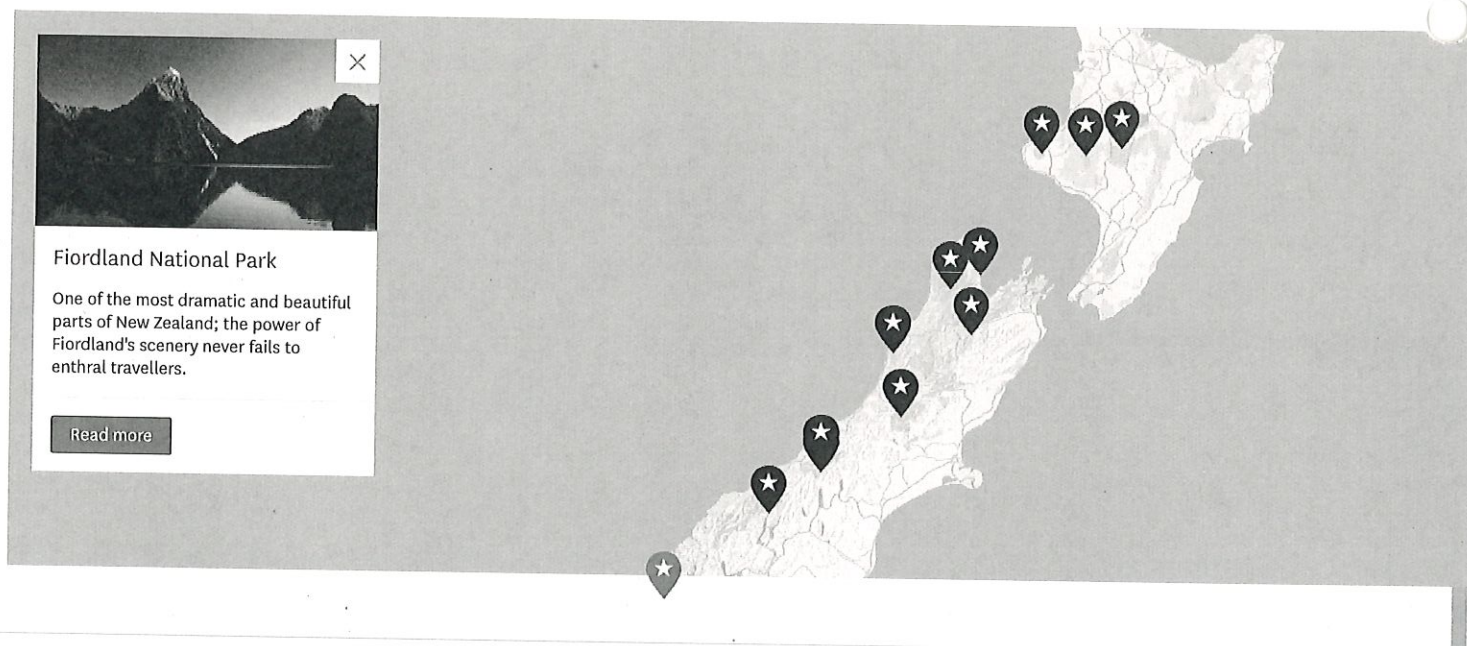 Fiordland National Park
One of the most dramatic and beautiful
parts of New Zealand; the power of
Fiordland's scenery never fails to
enthral travellers.
Read more